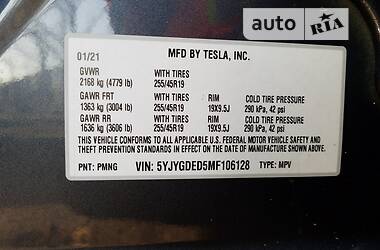 auto RIA
01/21 MFD BY TESLA, INC.
GVWR WITH TIRES
2168 kg (4779 lb) 255/45R19
GAWR FRT WITH TIRES RIM COLD TIRE PRESSURE
1363 kg (3004 lb) 255/45R19 19X9.5J 290 kPa, 42 psi
GAWR RR WITH TIRES RIM COLD TIRE PRESSURE
1636 kg (3606 lb) 255/45R19 19X9.5J 290 kPa, 42 psi
THIS VEHICLE CONFORMS TO ALL APPLICABLE U.S. FEDERAL MOTOR VEHICLE
SAFETY AND THEFT PREVENTION STANDARDS IN EFFECT ON THE DATE OF
MANUFACTURE SHOWN ABOVE.
PNT: PMNG VIN: 5YJYGDED5MF106128 TYPE: MPV